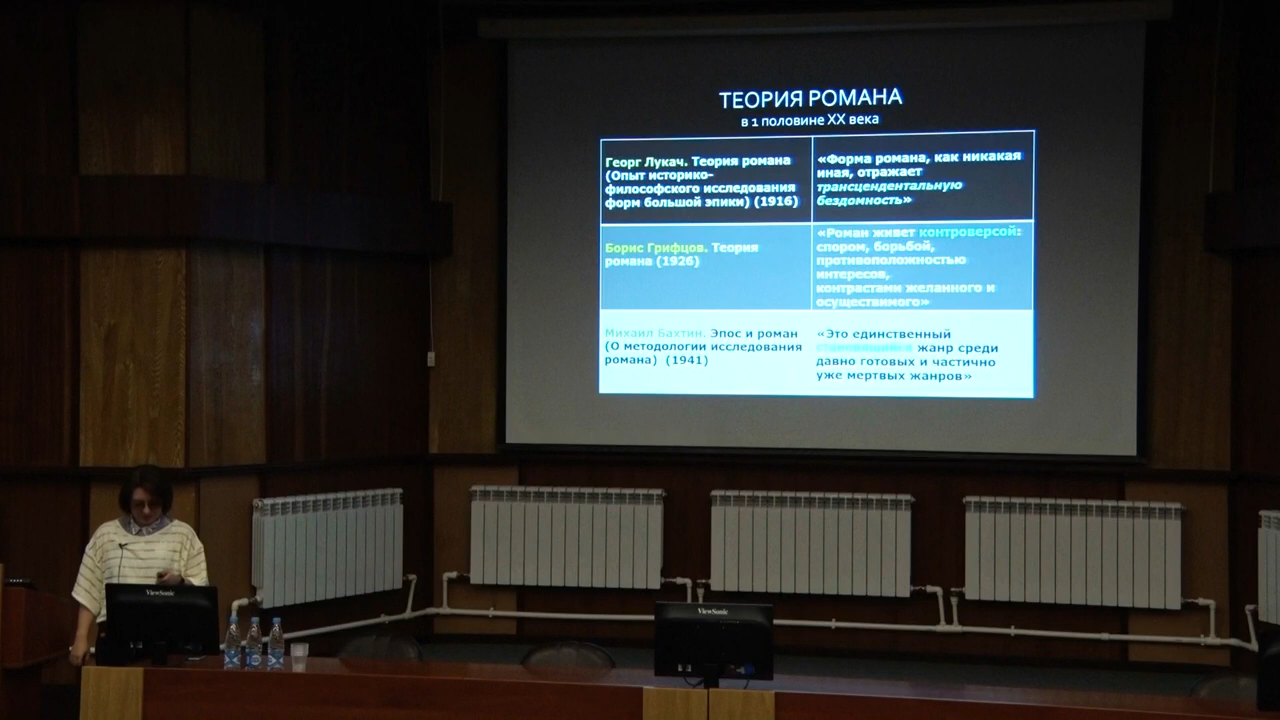 ТЕОРИЯ РОМАНА
в 1 половине XX века
Георг Лукач. Теория романа
(Опыт историко-
философского исследования
форм большой эпики) (1916)
«Форма романа, как никакая
иная, отражает
трансцендентальную
бездомность»
Борис Грифцов. Теория
романа (1926)
«Роман живет контроверсой:
спором, борьбой,
противоположностью
интересов,
контрастами желанного и
осуществимого»
Михаил Бахтин. Эпос и роман
(О методологии исследования
романа) (1941)
«Это единственный
жанр среди
давно готовых и частично
уже мертвых жанров»
ViewSonic
ViewSonic